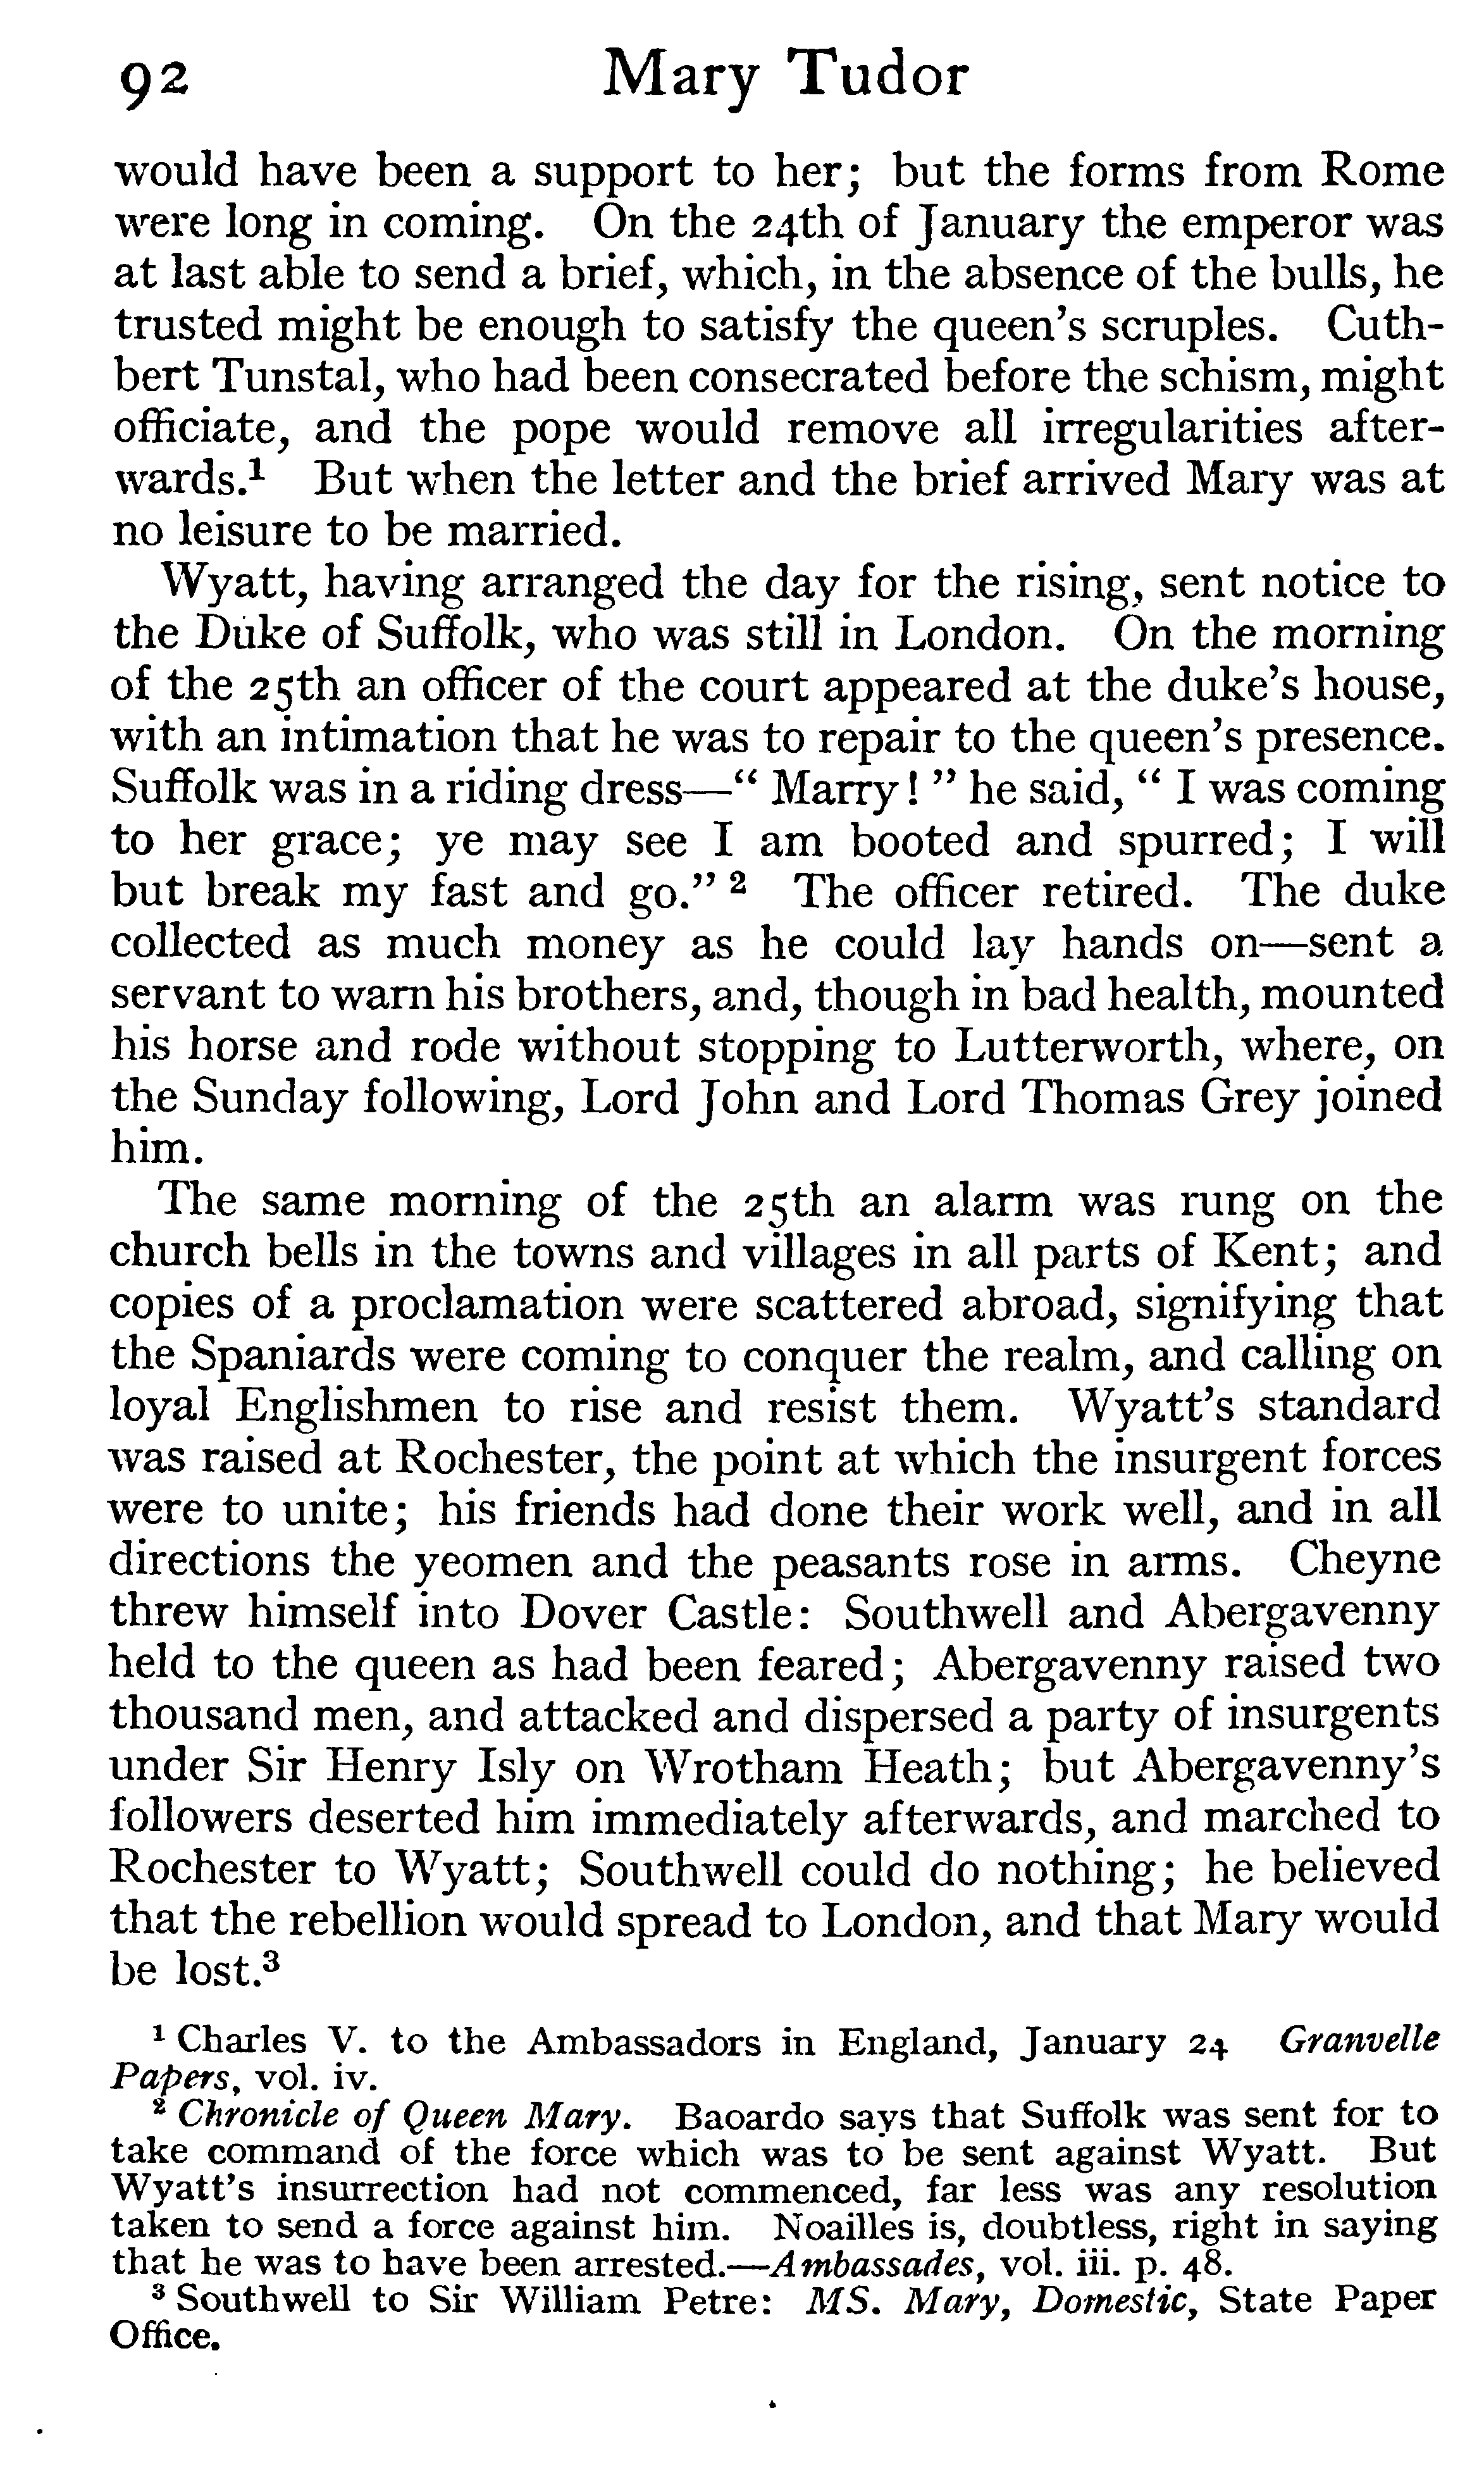 92 Mary Tudor
would have been a support to her; but the forms from Rome
were long in coming. On the 24th of January the emperor was
at last able to send a brief, which, in the absence of the bulls, he
trusted might be enough to satisfy the queen's scruples. Cuth-
bert Tunstal, who had been consecrated before the schism, might
officiate, and the pope would remove all irregularities after-
wards.¹ But when the letter and the brief arrived Mary was at
no leisure to be married.
Wyatt, having arranged the day for the rising, sent notice to
the Duke of Suffolk, who was still in London. On the morning
of the 25th an officer of the court appeared at the duke's house,
with an intimation that he was to repair to the queen's presence.
Suffolk was in a riding dress—“ Marry! ” he said, “ I was coming
to her grace; ye may see I am booted and spurred; I will
but break my fast and go.” ² The officer retired. The duke
collected as much money as he could lay hands on—sent a
servant to warn his brothers, and, though in bad health, mounted
his horse and rode without stopping to Lutterworth, where, on
the Sunday following, Lord John and Lord Thomas Grey joined
him.
The same morning of the 25th an alarm was rung on the
church bells in the towns and villages in all parts of Kent; and
copies of a proclamation were scattered abroad, signifying that
the Spaniards were coming to conquer the realm, and calling on
loyal Englishmen to rise and resist them. Wyatt's standard
was raised at Rochester, the point at which the insurgent forces
were to unite; his friends had done their work well, and in all
directions the yeomen and the peasants rose in arms. Cheyne
threw himself into Dover Castle: Southwell and Abergavenny
held to the queen as had been feared; Abergavenny raised two
thousand men, and attacked and dispersed a party of insurgents
under Sir Henry Isly on Wrotham Heath; but Abergavenny's
followers deserted him immediately afterwards, and marched to
Rochester to Wyatt; Southwell could do nothing; he believed
that the rebellion would spread to London, and that Mary would
be lost.³
¹ Charles V. to the Ambassadors in England, January 24 Granvelle
Papers, vol. iv.
² Chronicle of Queen Mary. Baoardo says that Suffolk was sent for to
take command of the force which was to be sent against Wyatt. But
Wyatt's insurrection had not commenced, far less was any resolution
taken to send a force against him. Noailles is, doubtless, right in saying
that he was to have been arrested.—Ambassades, vol. iii. p. 48.
³ Southwell to Sir William Petre: MS. Mary, Domestic, State Paper
Office.